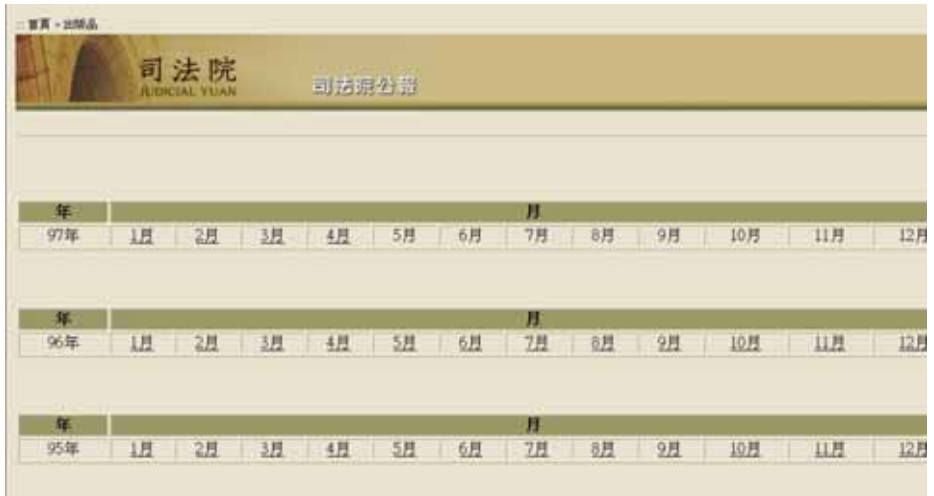 ::: 首頁 > 出版品
司法院
JUDICIAL YUAN
司法院公報
年 月
97年 1月 2月 3月 4月 5月 6月 7月 8月 9月 10月 11月 12月
年 月
96年 1月 2月 3月 4月 5月 6月 7月 8月 9月 10月 11月 12月
年 月
95年 1月 2月 3月 4月 5月 6月 7月 8月 9月 10月 11月 12月